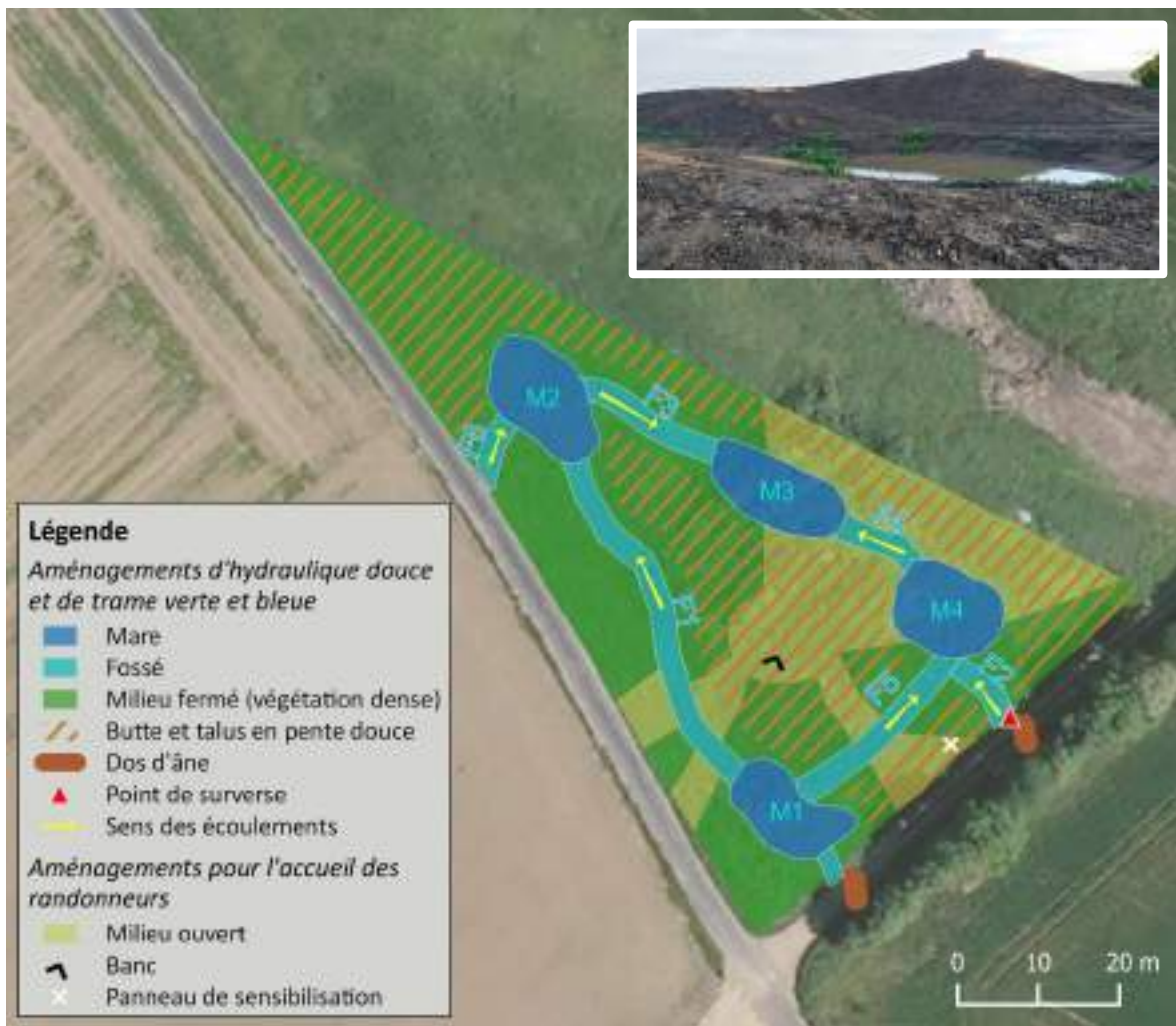 M2
M3
M4
M1
Légende
Aménagements d'hydraulique douce
et de trame verte et bleue
Mare
Fossé
Milieu fermé (végétation dense)
Butte et talus en pente douce
Dos d'âne
Point de surverse
Sens des écoulements
Aménagements pour l'accueil des
randonneurs
Milieu ouvert
Banc
Panneau de sensibilisation
0 10 20 m